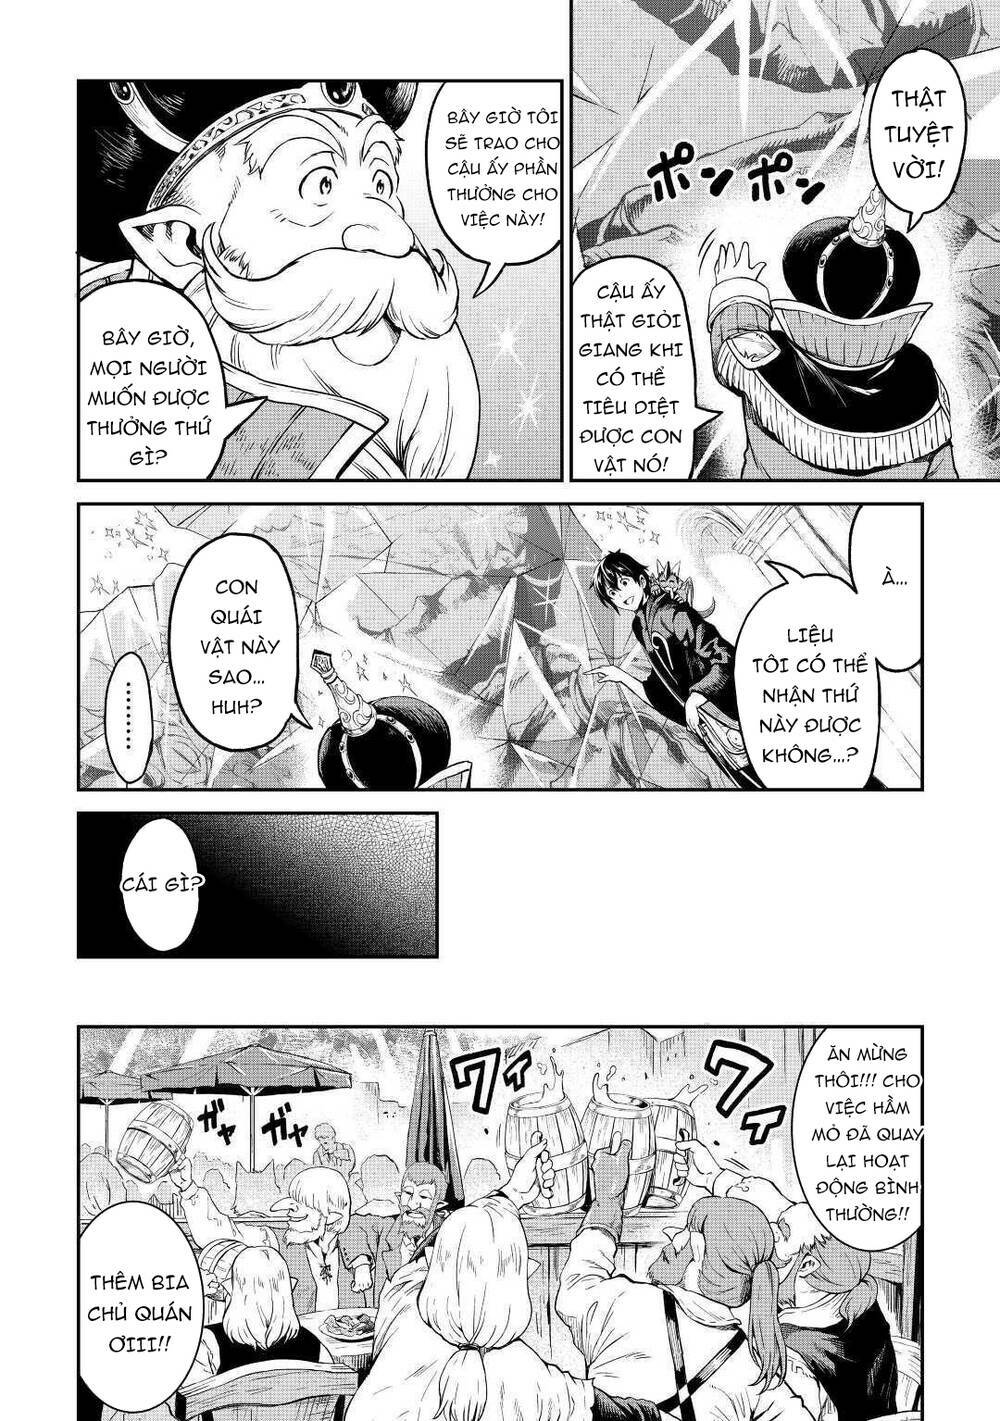 THẬT
TUYỆT
VỜI!
ポンポン
CẬU ẤY
THẬT GIỎI
GIANG KHI
CÓ THỂ
TIÊU DIỆT
ĐƯỢC CON
VẬT NÓ!
BÂY GIỜ TÔI
SẼ TRAO CHO
CẬU ẤY PHẦN
THƯỞNG CHO
VIỆC NÀY!
BÂY GIỜ,
MỌI NGƯỜI
MUỐN ĐƯỢC
THƯỞNG THỨ
GÌ?
À...
LIỆU
TÔI CÓ THỂ
NHẬN THỨ
NÀY ĐƯỢC
KHÔNG...?
CON
QUÁI
VẬT NÀY
SAO...
HUH?
.........
CÁI GÌ?
ĂN MỪNG
THÔI!!! CHO
VIỆC HẦM
MỎ ĐÃ QUAY
LẠI HOẠT
ĐỘNG BÌNH
THƯỜNG!!
ワイ
ワイ
ガヤ
ガヤ
THÊM BIA
CHỦ QUÁN
ƠIII!!